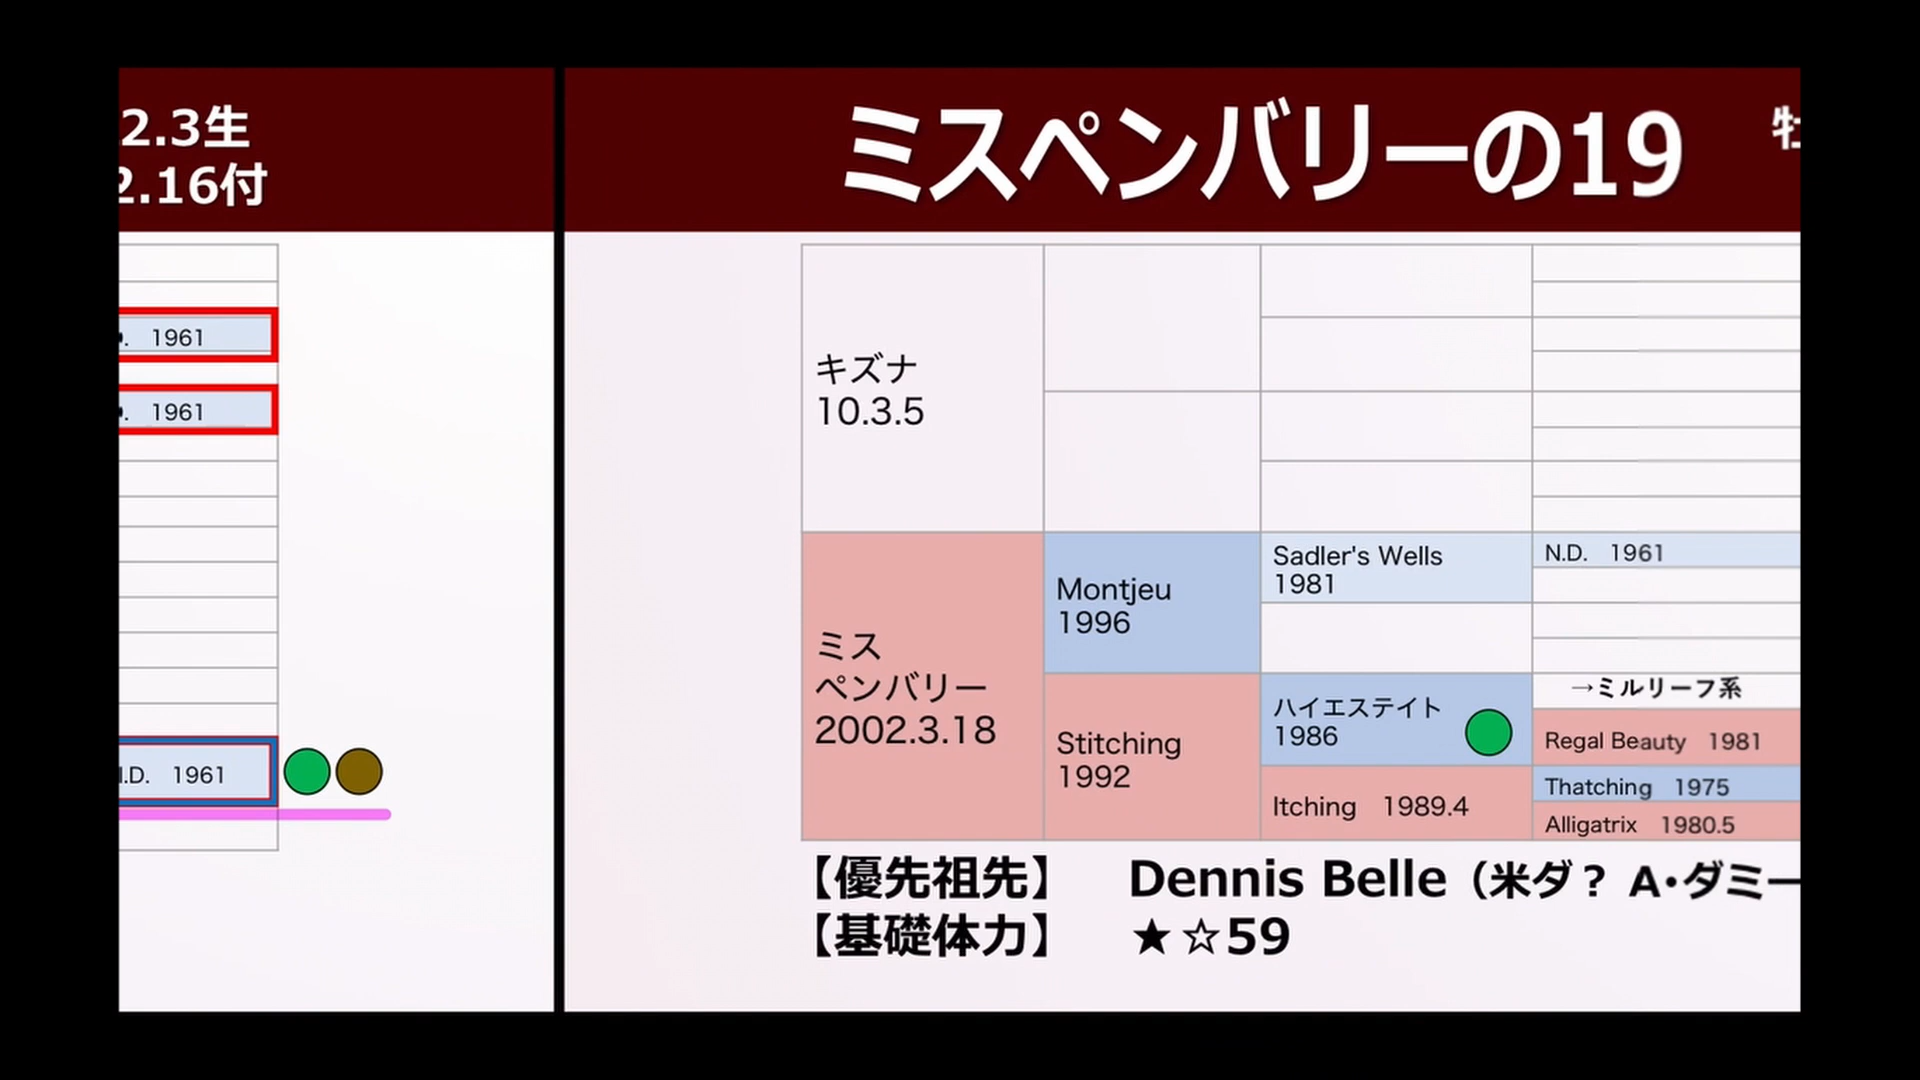 2.3生
2.16付
1961
1961
.D. 1961
ミスペンバリーの19
牡
キズナ
10.3.5
ミス
ペンバリー
2002.3.18
Montjeu
1996
Stitching
1992
Sadler's Wells
1981
ハイエステイト
1986
Itching 1989.4
N.D. 1961
→ミルリーフ系
Regal Beauty 1981
Thatching 1975
Alligatrix 1980.5
【優先祖先】 Dennis Belle（米ダ？ A・ダミー
【基礎体力】 ★☆59